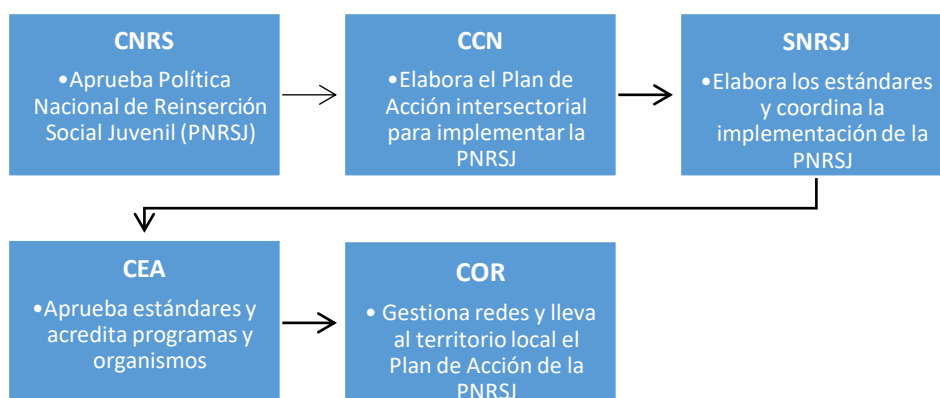 CNRS
•Aprueba Política
Nacional de Reinserción
Social Juvenil (PNRSJ)
CCN
•Elabora el Plan de
Acción intersectorial
para implementar la
PNRSJ
SNRSJ
•Elabora los estándares
y coordina la
implementación de la
PNRSJ
CEA
•Aprueba estándares y
acredita programas y
organismos
COR
• Gestiona redes y lleva
al territorio local el
Plan de Acción de la
PNRSJ